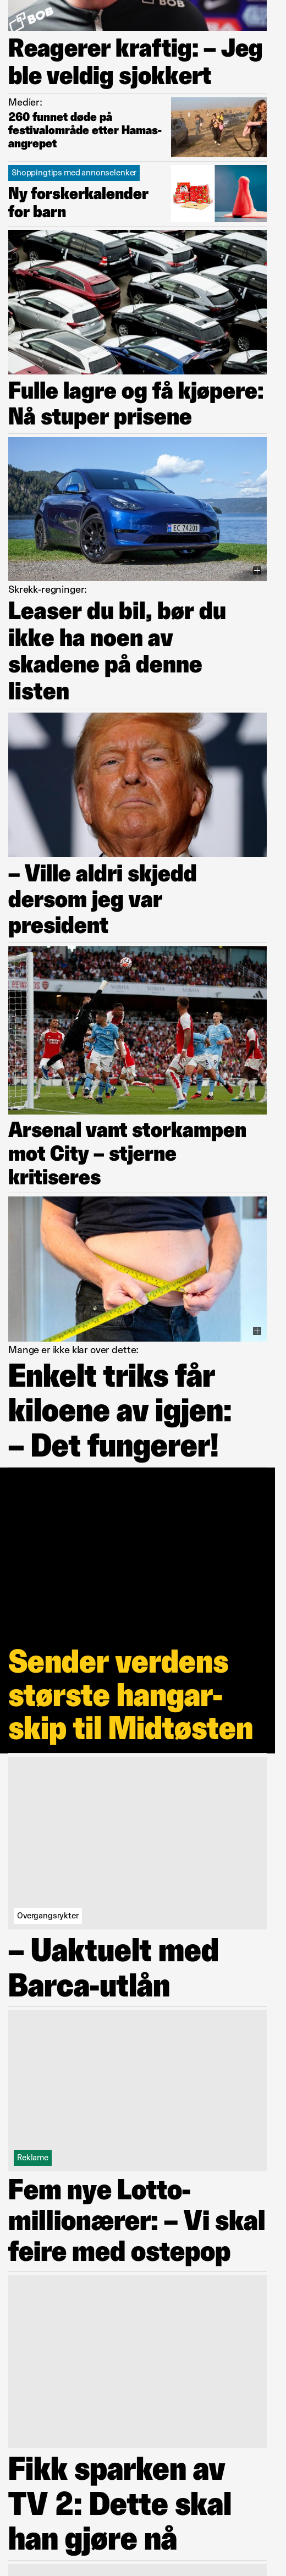 BOB
BOB
Reagerer kraftig: – Jeg
ble veldig sjokkert
Medier:
260 funnet døde på
festivalområde etter Hamas-
angrepet
Shoppingtips med annonselenker
Ny forskerkalender
for barn
Fulle lagre og få kjøpere:
Nå stuper prisene
EC 74201
Skrekk-regninger:
Leaser du bil, bør du
ikke ha noen av
skadene på denne
listen
– Ville aldri skjedd
dersom jeg var
president
Arsenal vant storkampen
mot City – stjerne
kritiseres
Mange er ikke klar over dette:
Enkelt triks får
kiloene av igjen:
– Det fungerer!
Sender verdens
største hangar-
skip til Midtøsten
Overgangsrykter
– Uaktuelt med
Barca-utlån
Reklame
Fem nye Lotto-
millionærer: – Vi skal
feire med ostepop
Fikk sparken av
TV 2: Dette skal
han gjøre nå